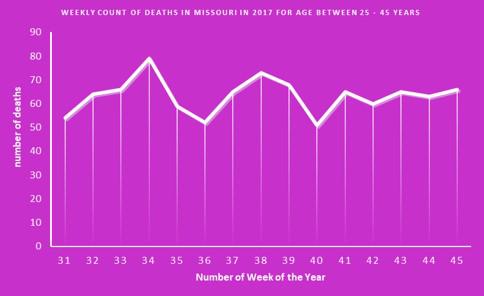 WEEKLY COUNT OF DEATHS IN MISSOURI IN 2017 FOR AGE BETWEEN 25 - 45 YEARS
90
80
70
60
50
40
30
20
10
0
number of deaths
31 32 33 34 35 36 37 38 39 40 41 42 43 44 45
Number of Week of the Year